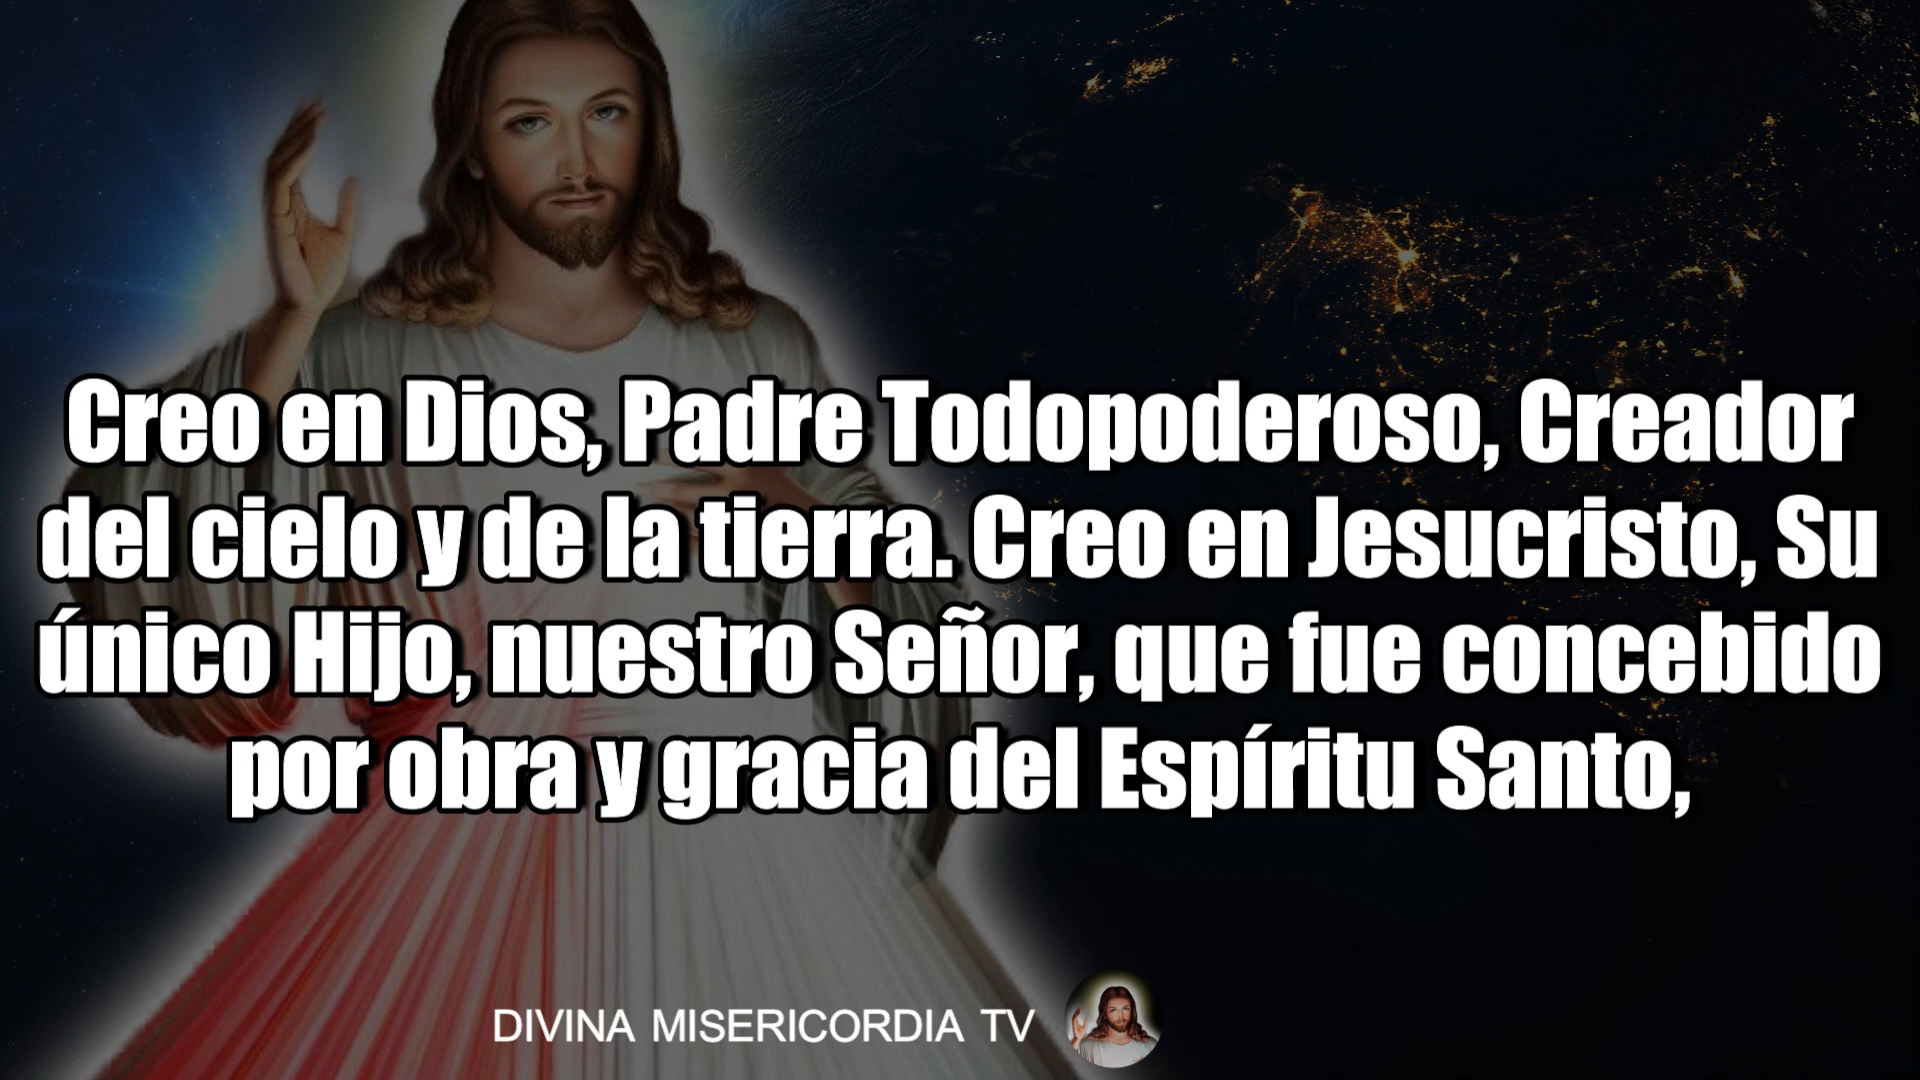 Creo en Dios, Padre Todopoderoso, Creador
del cielo y de la tierra. Creo en Jesucristo, Su
único Hijo, nuestro Señor, que fue concebido
por obra y gracia del Espíritu Santo,
DIVINA MISERICORDIA TV